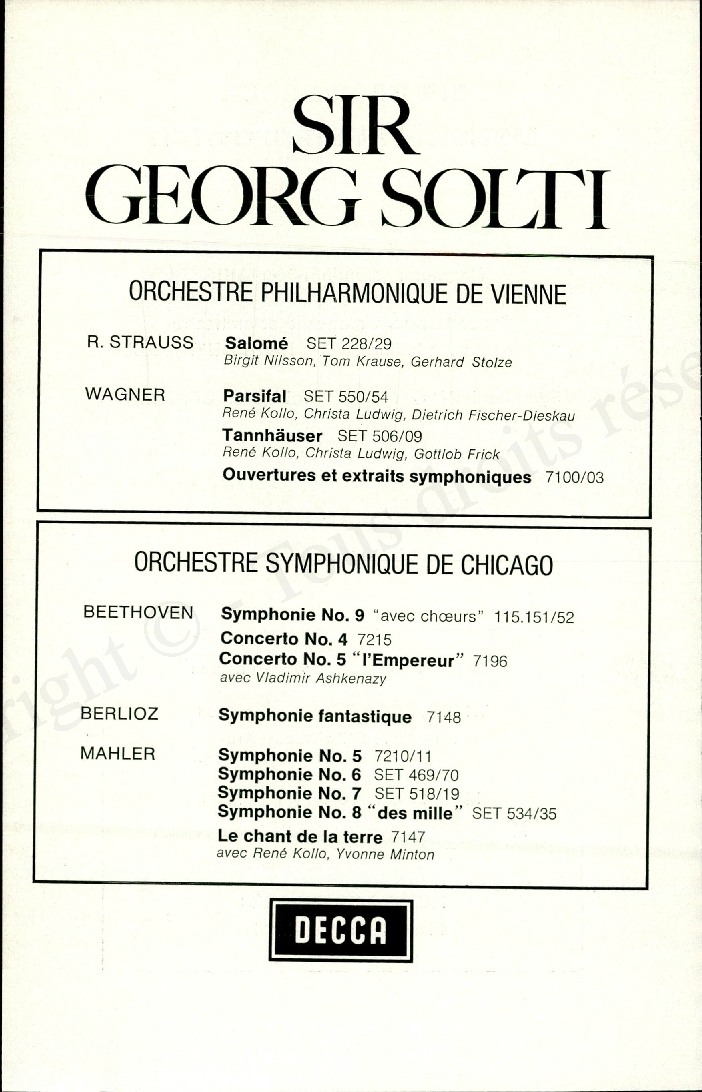 SIR
GEORG SOLTI
ORCHESTRE PHILHARMONIQUE DE VIENNE
R. STRAUSS Salomé SET 228/29
Birgit Nilsson, Tom Krause, Gerhard Stolze
WAGNER Parsifal SET 550/54
René Kollo, Christa Ludwig, Dietrich Fischer-Dieskau
Tannhäuser SET 506/09
René Kollo, Christa Ludwig, Gottlob Frick
Ouvertures et extraits symphoniques 7100/03
ORCHESTRE SYMPHONIQUE DE CHICAGO
BEETHOVEN Symphonie No. 9 "avec chœurs" 115.151/52
Concerto No. 4 7215
Concerto No. 5 "l'Empereur" 7196
avec Vladimir Ashkenazy
BERLIOZ Symphonie fantastique 7148
MAHLER Symphonie No. 5 7210/11
Symphonie No. 6 SET 469/70
Symphonie No. 7 SET 518/19
Symphonie No. 8 "des mille" SET 534/35
Le chant de la terre 7147
avec René Kollo, Yvonne Minton
DECCA
right © - Tous droits rése